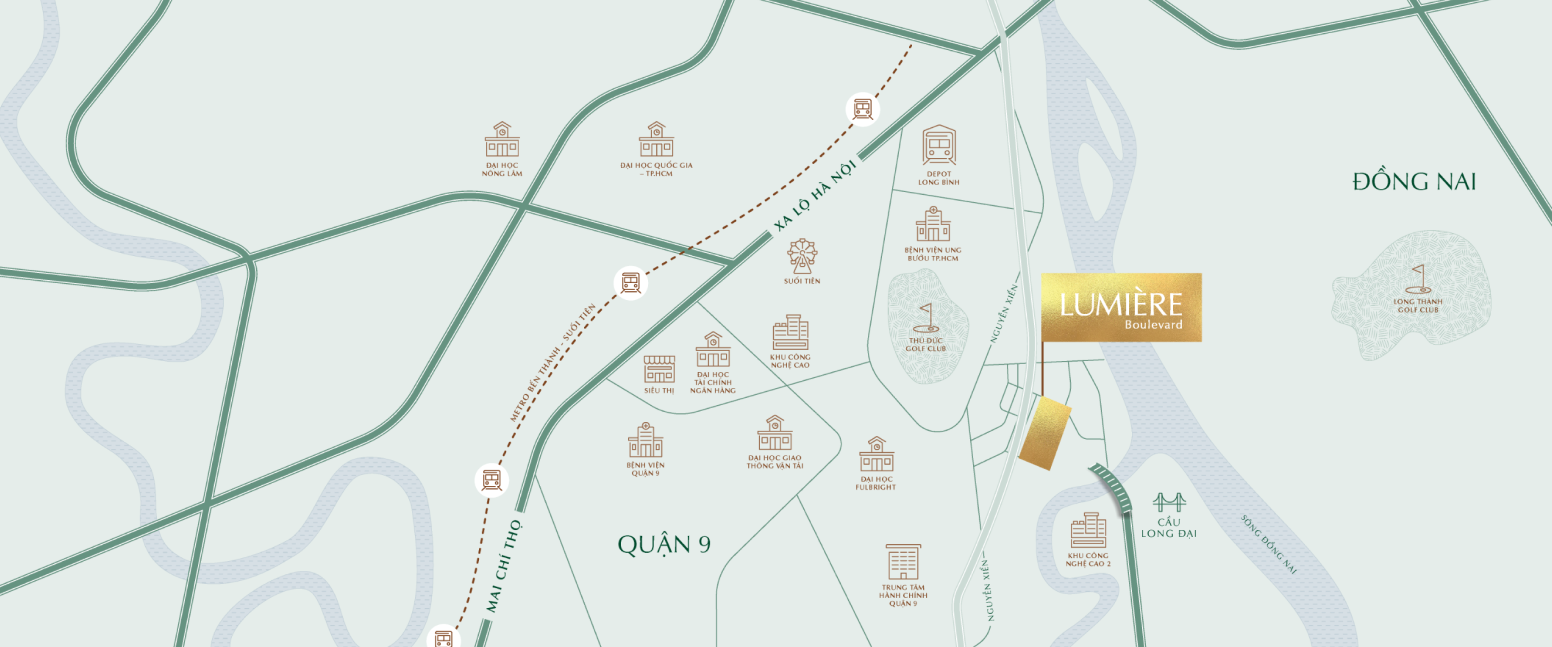 ĐẠI HỌC
NÔNG LÂM
ĐẠI HỌC QUỐC GIA
– TP.HCM
XA LỘ HÀ NỘI
DEPOT
LONG BÌNH
ĐỒNG NAI
BỆNH VIỆN UNG
BƯỚU TP.HCM
SUỐI TIÊN
LUMIÈRE
Boulevard
LONG THÀNH
GOLF CLUB
NGUYỄN XIỂN
THỦ ĐỨC
GOLF CLUB
METRO BẾN THÀNH - SUỐI TIÊN
KHU CÔNG
NGHỆ CAO
SIÊU THỊ
ĐẠI HỌC
TÀI CHÍNH
NGÂN HÀNG
BỆNH VIỆN
QUẬN 9
ĐẠI HỌC GIAO
THÔNG VẬN TẢI
ĐẠI HỌC
FULBRIGHT
QUẬN 9
MAI CHÍ THỌ
CẦU
LONG ĐẠI
KHU CÔNG
NGHỆ CAO 2
SÔNG ĐỒNG NAI
TRUNG TÂM
HÀNH CHÍNH
QUẬN 9
NGUYỄN XIỂN